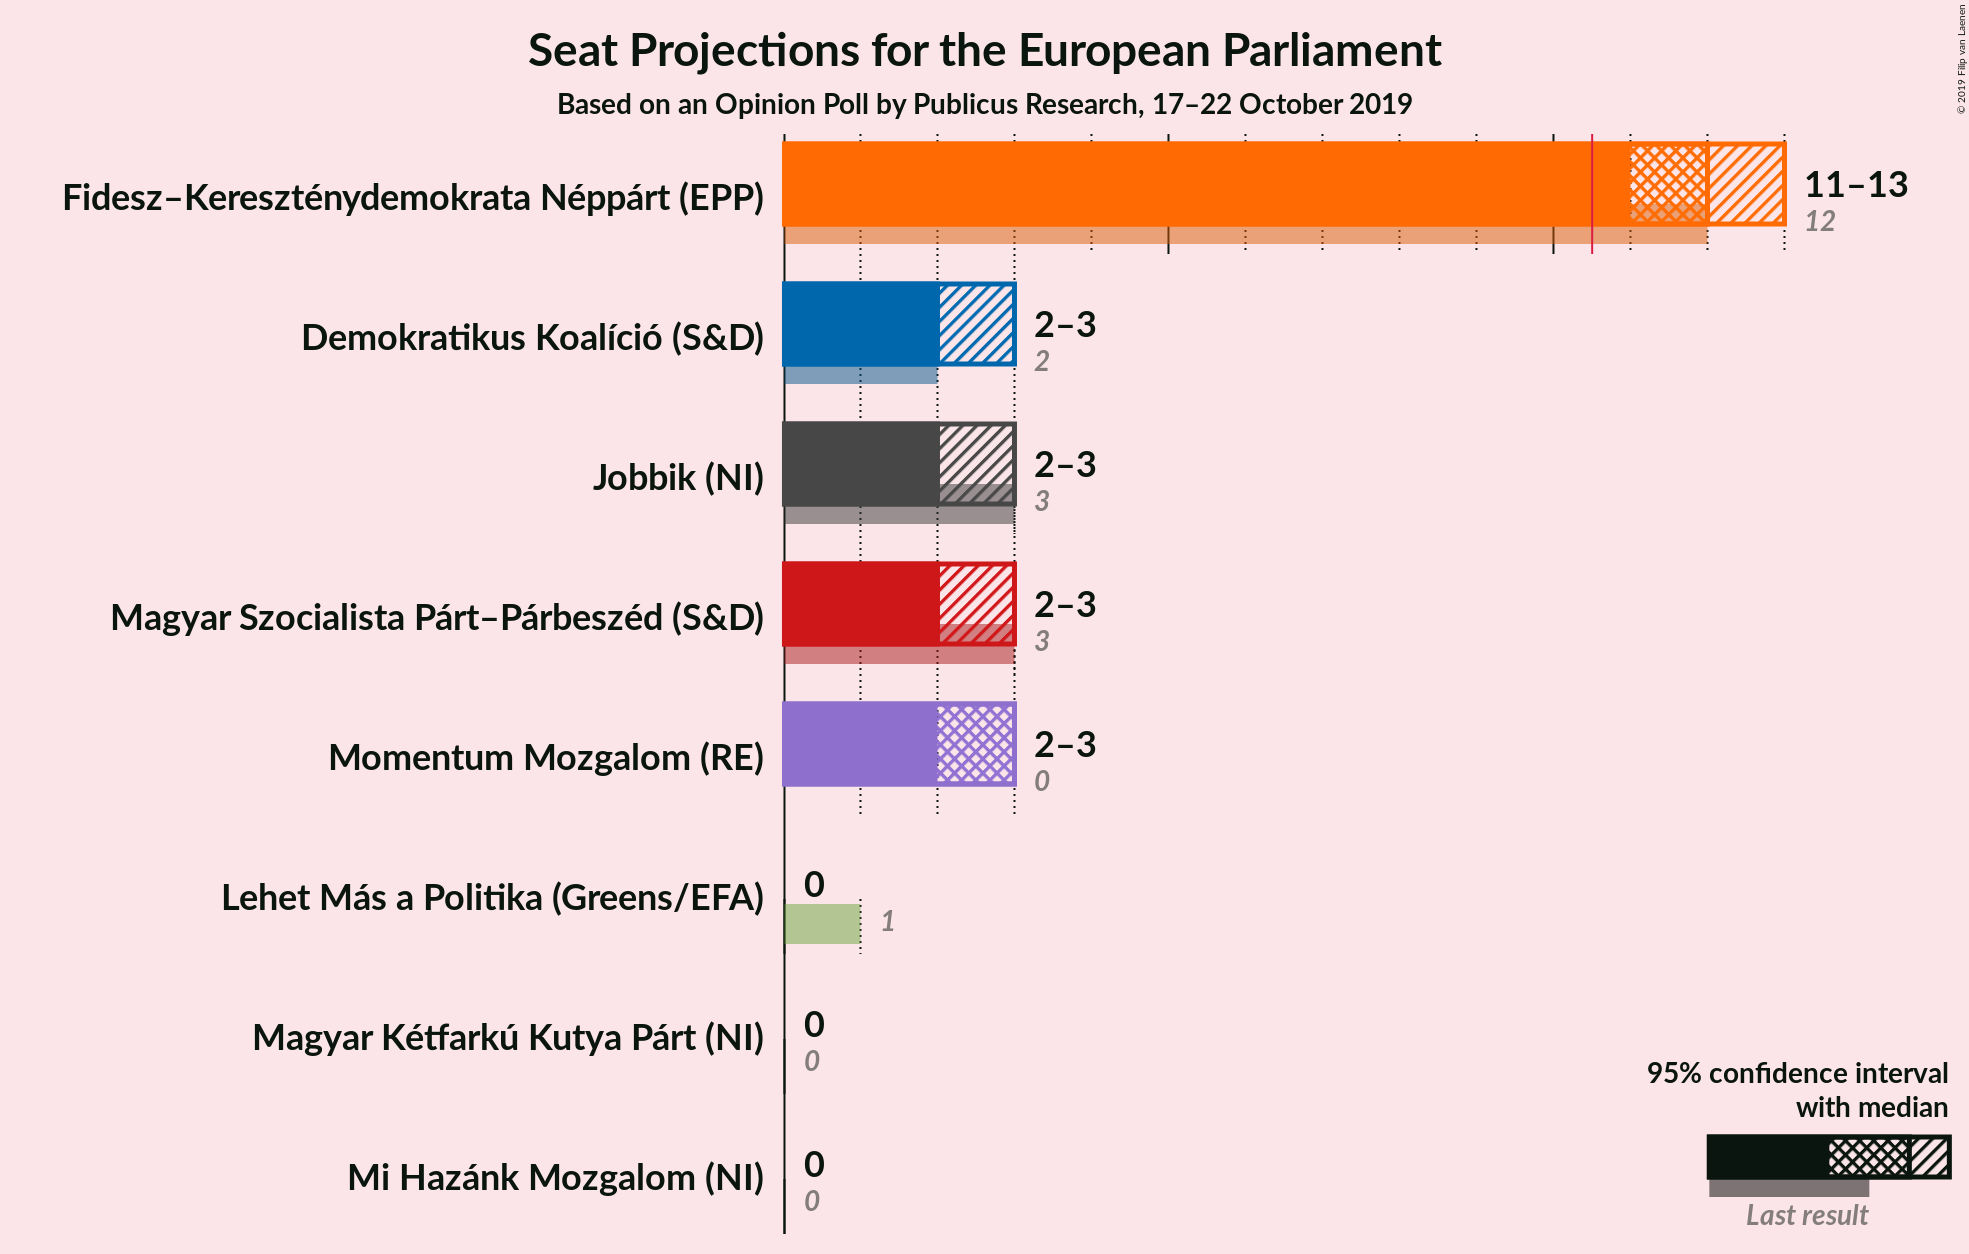 Seat Projections for the European Parliament
Based on an Opinion Poll by Publicus Research, 17–22 October 2019
© 2019 Filip van Laenen
Fidesz–Kereszténydemokrata Néppárt (EPP)
11–13
12
Demokratikus Koalíció (S&D)
2–3
2
Jobbik (NI)
2–3
3
Magyar Szocialista Párt–Párbeszéd (S&D)
2–3
3
Momentum Mozgalom (RE)
2–3
0
Lehet Más a Politika (Greens/EFA)
0
1
Magyar Kétfarkú Kutya Párt (NI)
0
0
Mi Hazánk Mozgalom (NI)
0
0
95% confidence interval
with median
Last result